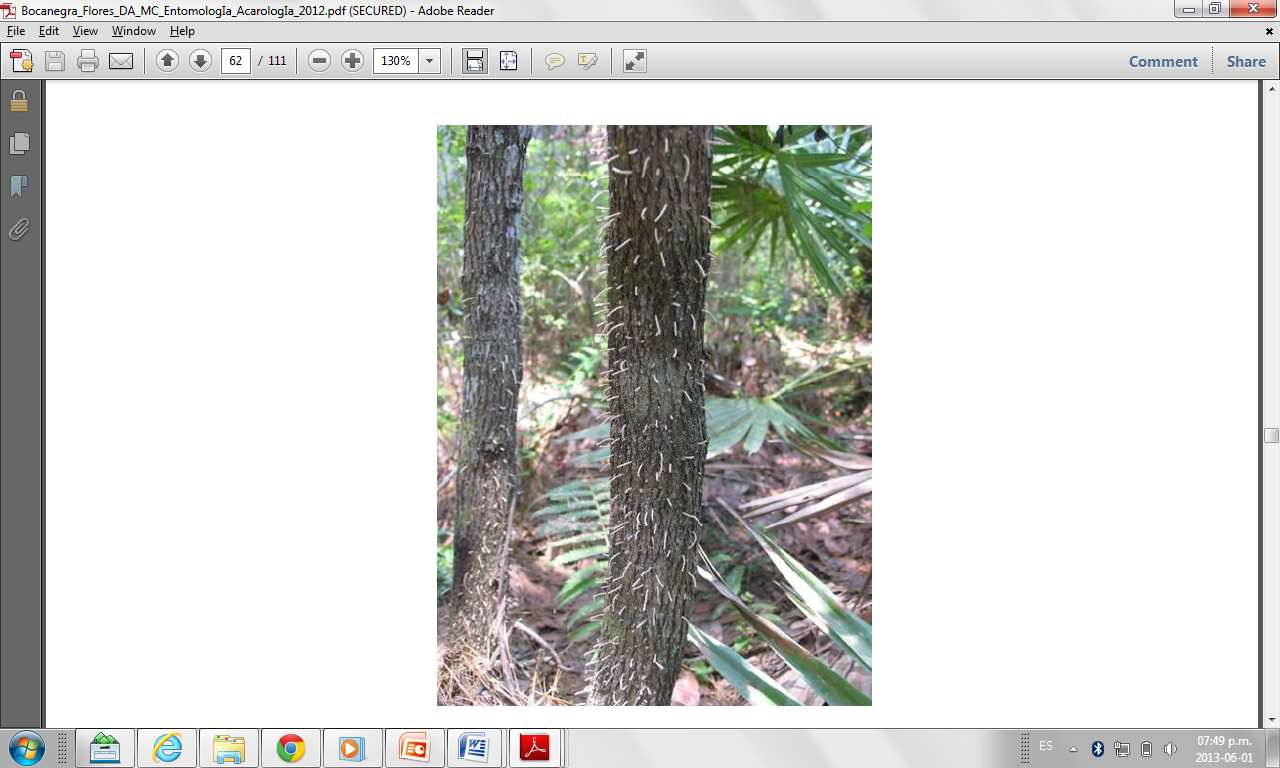 Bocanegra_Flores_DA_MC_EntomologIa_AcarologIa_2012.pdf (SECURED) - Adobe Reader
File Edit View Window Help
62 / 111 130% Comment Share
ES 07:49 p.m.
2013-06-01